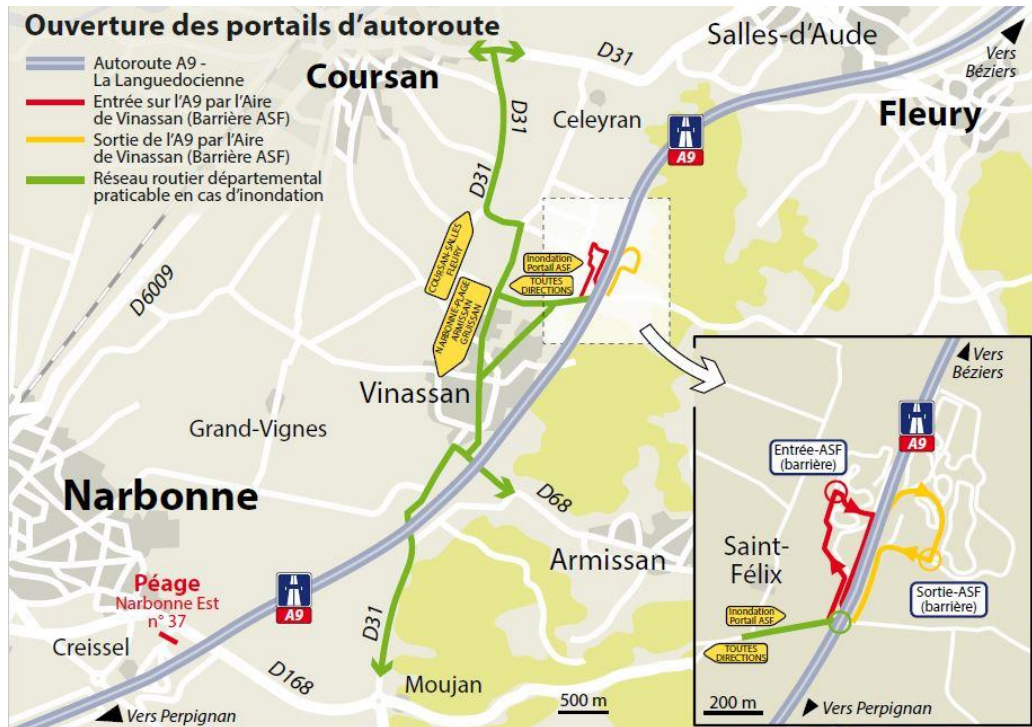 Ouverture des portails d'autoroute
Autoroute A9 -
La Languedocienne
Entrée sur l'A9 par l'Aire
de Vinassan (Barrière ASF)
Sortie de l'A9 par l'Aire
de Vinassan (Barrière ASF)
Réseau routier départemental
praticable en cas d'inondation
Coursan
D31
Salles-d'Aude
Vers
Béziers
Fleury
Celeyran
A9
D31
D31
D6009
COURSAN-SALLES
FLEURY
NARBONNE-PLAGE
ARMISSAN
GRUISSAN
Inondation
Portail ASF
TOUTES
DIRECTIONS
Vinassan
Grand-Vignes
Narbonne
D68
Armissan
Péage
Narbonne Est
n° 37
A9
D31
Creissel
D168
Moujan
500 m
Vers Perpignan
Vers
Béziers
A9
Entrée-ASF
(barrière)
Saint-
Félix
Sortie-ASF
(barrière)
Inondation
Portail ASF
TOUTES
DIRECTIONS
200 m
Vers Perpignan